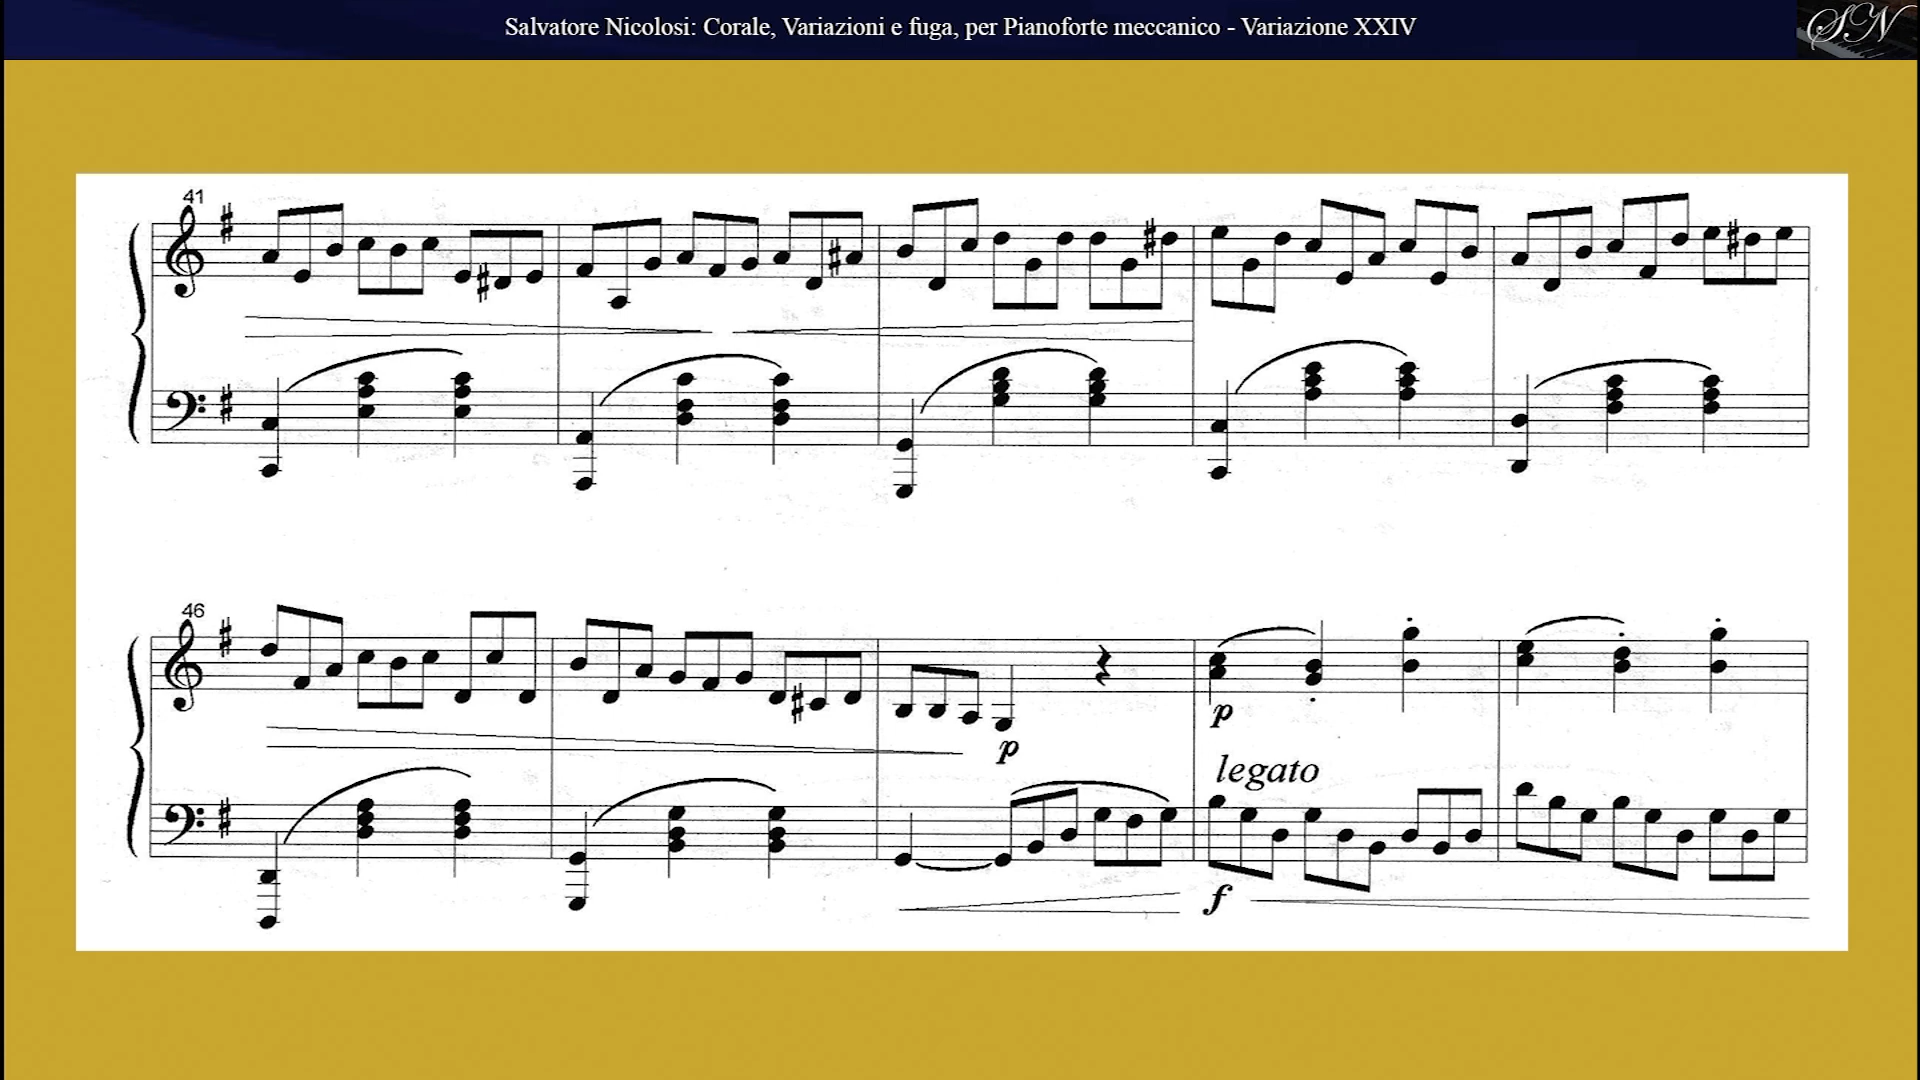 Salvatore Nicolosi: Corale, Variazioni e fuga, per Pianoforte meccanico - Variazione XXIV
SN
41
46
p
p
legato
f